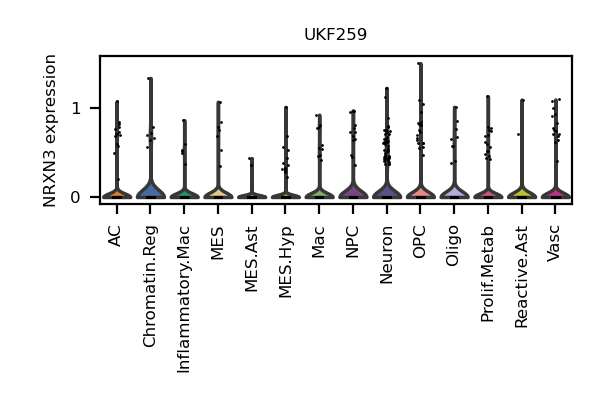 UKF259
NRXN3 expression
1
0
AC
Chromatin.Reg
Inflammatory.Mac
MES
MES.Ast
MES.Hyp
Mac
NPC
Neuron
OPC
Oligo
Prolif.Metab
Reactive.Ast
Vasc